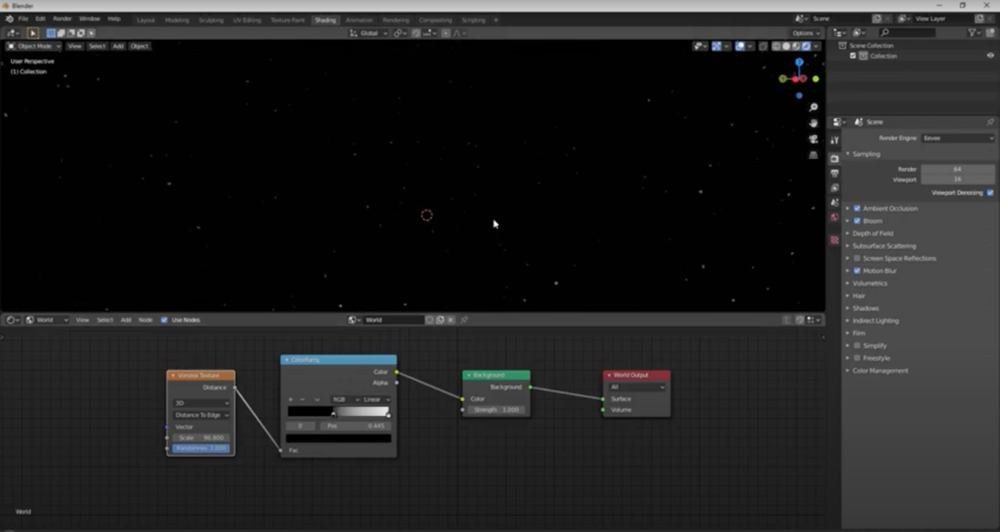 Blender
File Edit Render Window Help
Layout Modeling Sculpting UV Editing Texture Paint Shading Animation Rendering Compositing Scripting +
Scene View Layer
Global Options
Object Mode View Select Add Object
User Perspective
(1) Collection
Scene Collection
Collection
Scene
Render Engine Eevee
Sampling
Render 64
Viewport 16
Viewport Denoising
Ambient Occlusion
Bloom
Depth of Field
Subsurface Scattering
Screen Space Reflections
Motion Blur
Volumetrics
Hair
Shadows
Indirect Lighting
Film
Simplify
Freestyle
Color Management
World View Select Add Node Use Nodes World
Voronoi Texture
Distance
3D
Distance To Edge
Vector
Scale 96.800
Randomnes 1.000
ColorRamp
Color
Alpha
+ − RGB Linear
0 Pos 0.445
Fac
Background
Background
Color
Strength 1.000
World Output
All
Surface
Volume
World